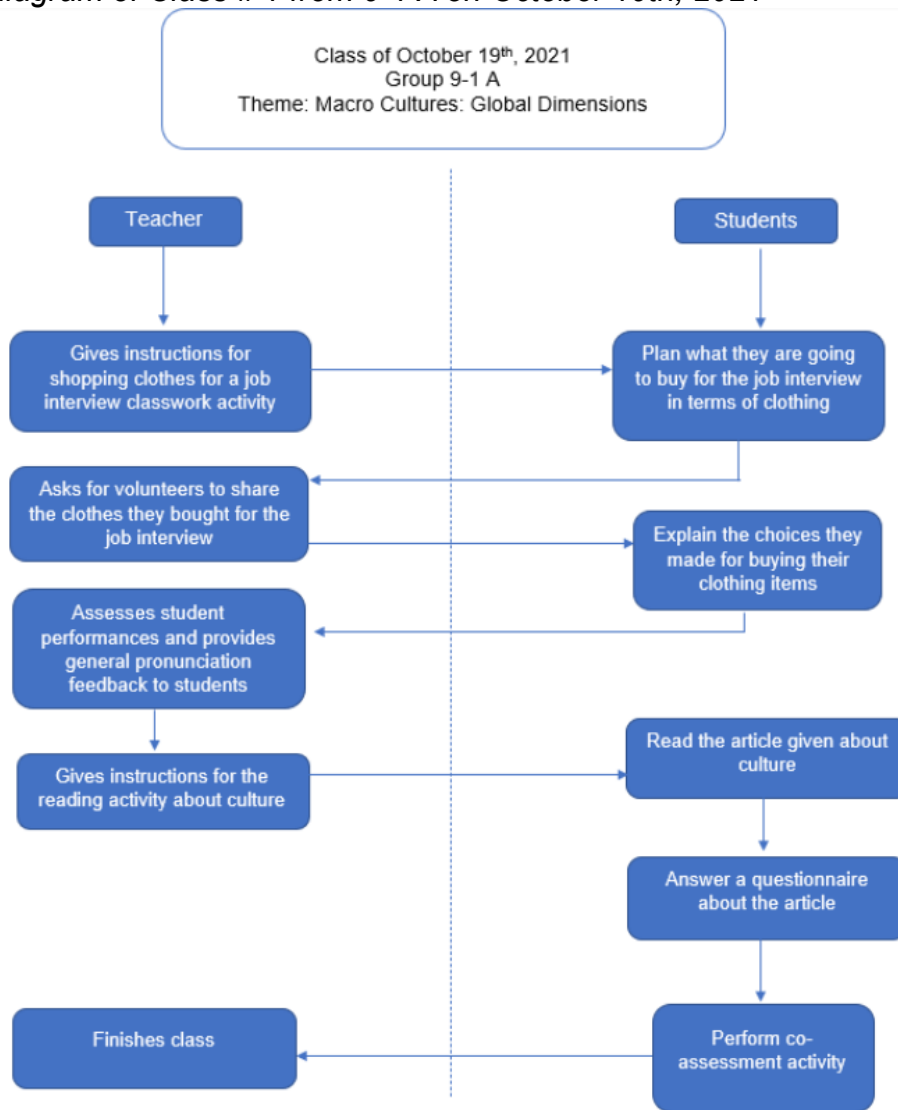 Class of October 19th, 2021
Group 9-1 A
Theme: Macro Cultures: Global Dimensions
Teacher
Students
Gives instructions for
shopping clothes for a job
interview classwork activity
Plan what they are going
to buy for the job interview
in terms of clothing
Asks for volunteers to share
the clothes they bought for the
job interview
Explain the choices they
made for buying their
clothing items
Assesses student
performances and provides
general pronunciation
feedback to students
Gives instructions for the
reading activity about culture
Read the article given about
culture
Answer a questionnaire
about the article
Perform co-
assessment activity
Finishes class